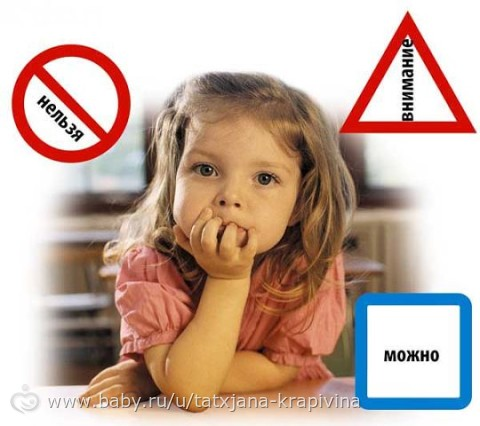 нельзя
внимание
можно
www.baby.ru/u/tatxjana-krapivina